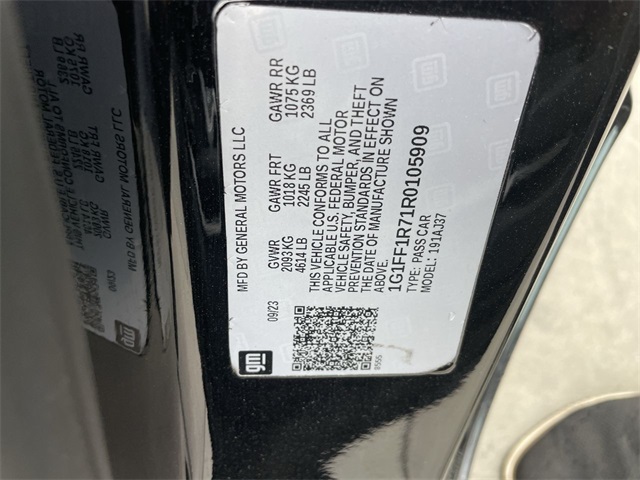 MFD BY GENERAL MOTORS LLC
09/23
GVWR GAWR FRT GAWR RR
2093 KG 1018 KG 1075 KG
4614 LB 2245 LB 2369 LB
THIS VEHICLE CONFORMS TO ALL
APPLICABLE U.S. FEDERAL MOTOR
VEHICLE SAFETY, BUMPER, AND THEFT
PREVENTION STANDARDS IN EFFECT ON
THE DATE OF MANUFACTURE SHOWN
ABOVE.
1G1FF1R71R0105909
TYPE: PASS CAR
MODEL: 191AJ37
gm